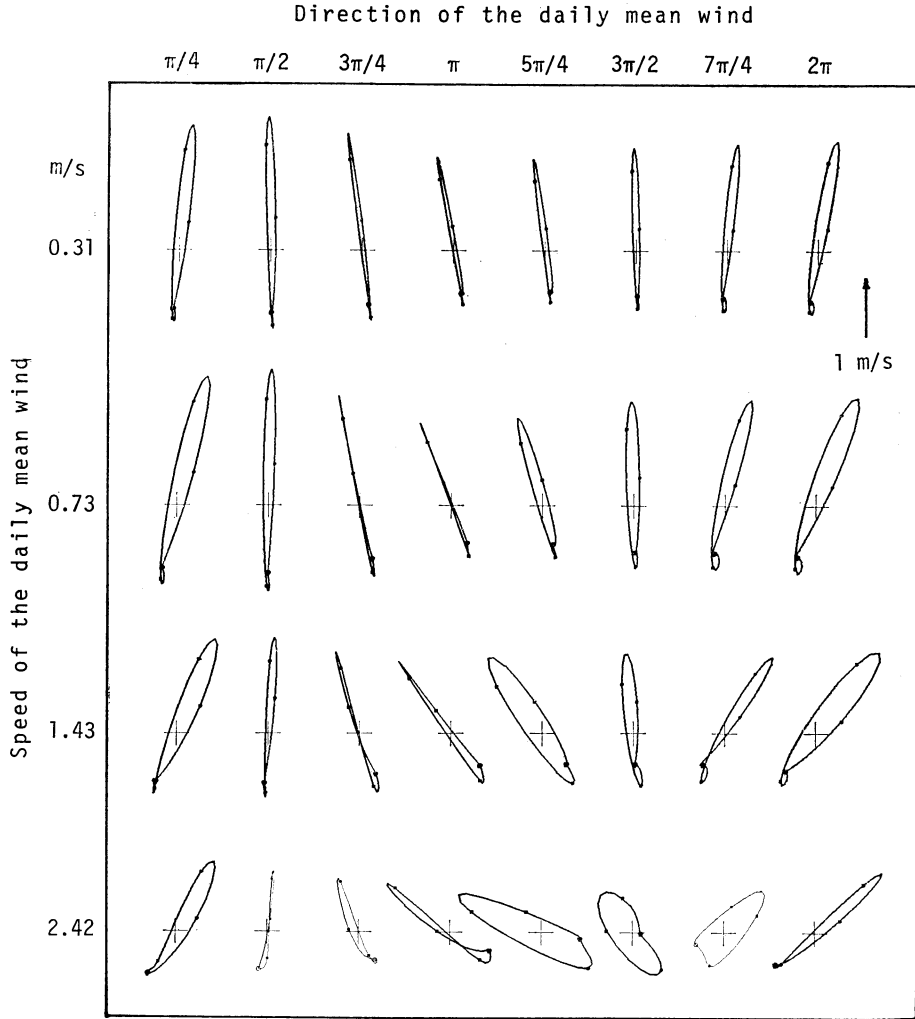 Direction of the daily mean wind
π/4 π/2 3π/4 π 5π/4 3π/2 7π/4 2π
m/s
0.31
1 m/s
0.73
1.43
2.42
Speed of the daily mean wind